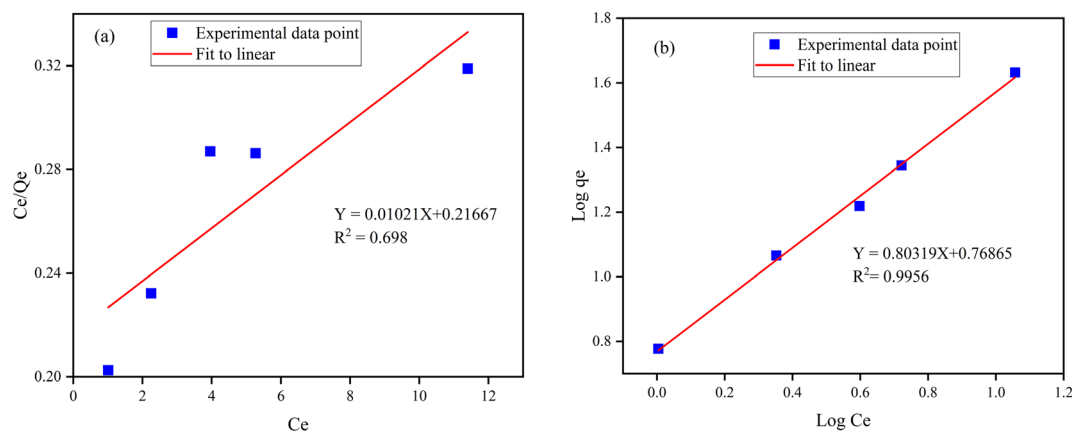 (a)
Experimental data point
Fit to linear
0.32
0.28
0.24
0.20
Ce/Qe
Y = 0.01021X+0.21667
R² = 0.698
0 2 4 6 8 10 12
Ce
(b)
Experimental data point
Fit to linear
1.8
1.6
1.4
1.2
1.0
0.8
Log qe
Y = 0.80319X+0.76865
R²= 0.9956
0.0 0.6 0.4 0.6 0.8 1.0 1.2
Log Ce